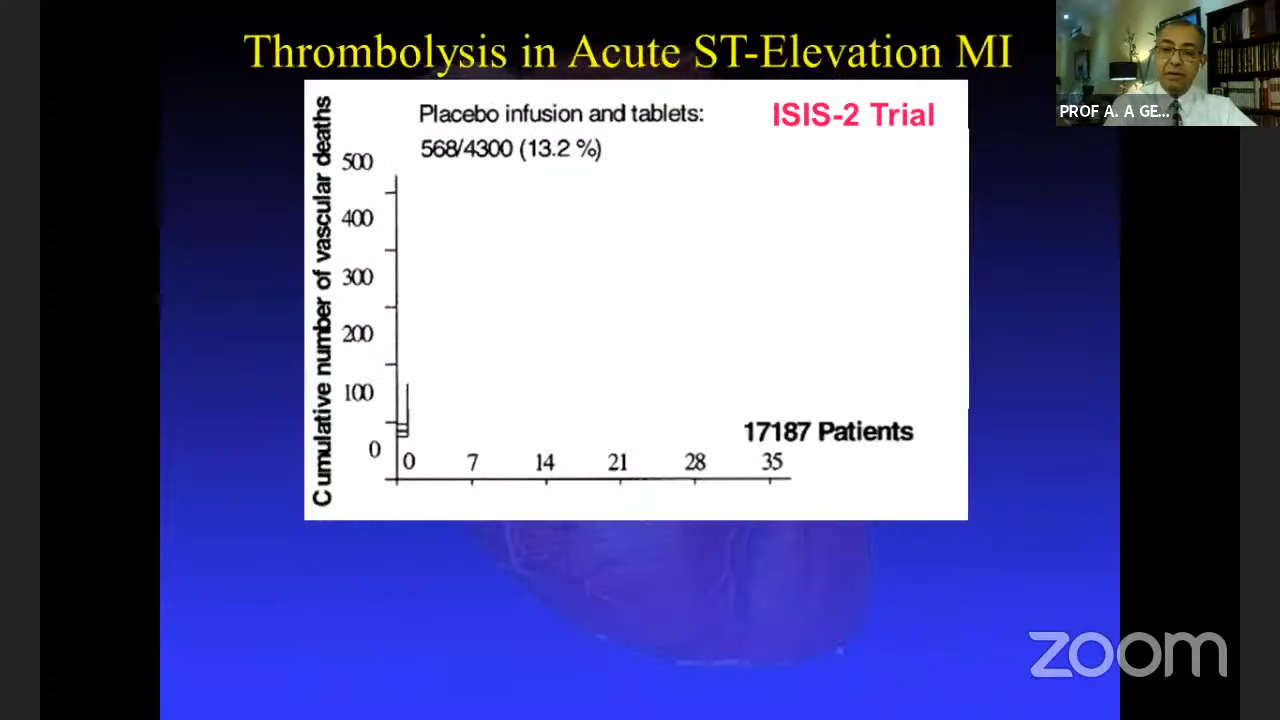 Thrombolysis in Acute ST-Elevation MI
PROF A. A GE...
Placebo infusion and tablets:
568/4300 (13.2 %)
ISIS-2 Trial
Cumulative number of vascular deaths
500
400
300
200
100
0
17187 Patients
0 7 14 21 28 35
zoom